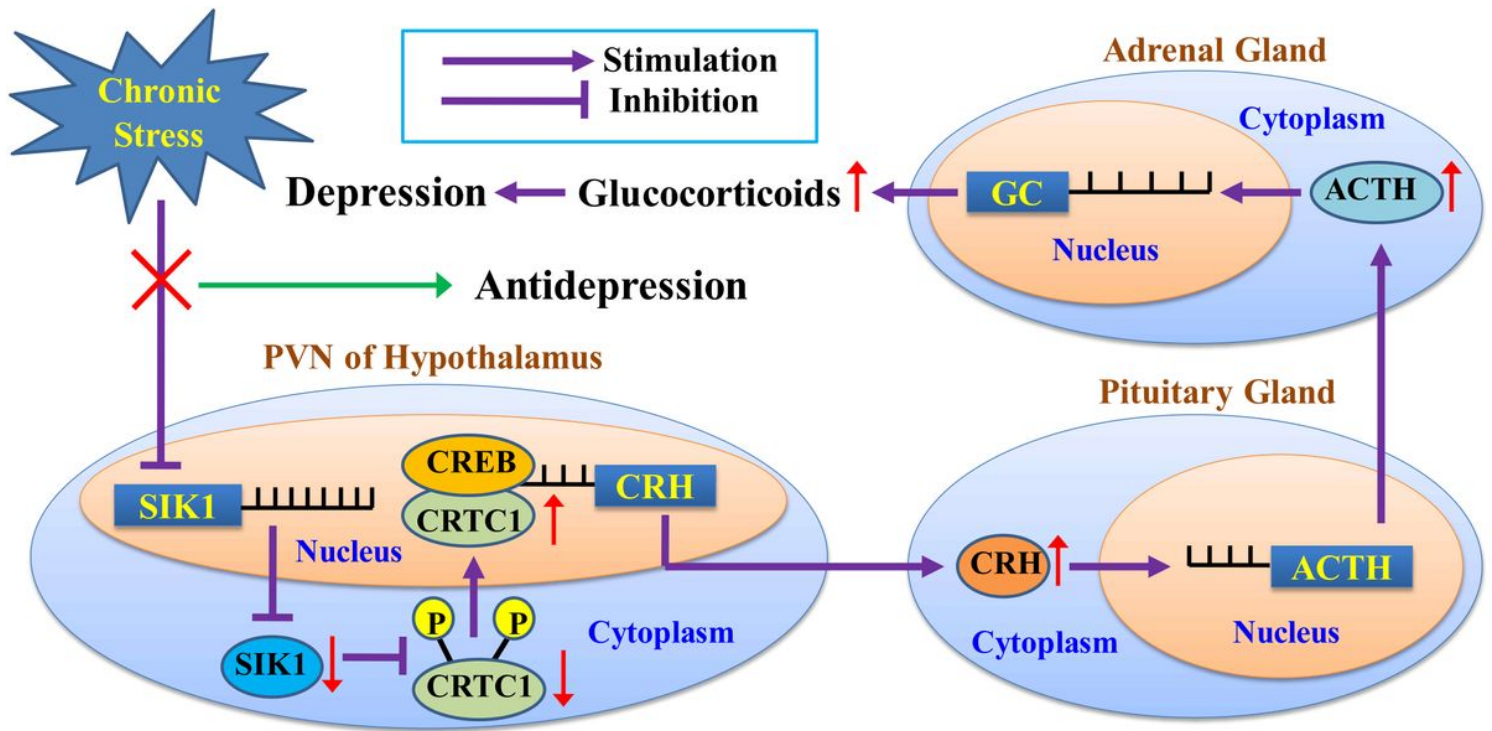 Chronic
Stress
Stimulation
Inhibition
Adrenal Gland
Cytoplasm
Depression
Glucocorticoids
GC
ACTH
Nucleus
Antidepression
PVN of Hypothalamus
Pituitary Gland
CREB
CRH
SIK1
CRTC1
Nucleus
CRH
ACTH
P
P
Cytoplasm
Cytoplasm
Nucleus
SIK1
CRTC1